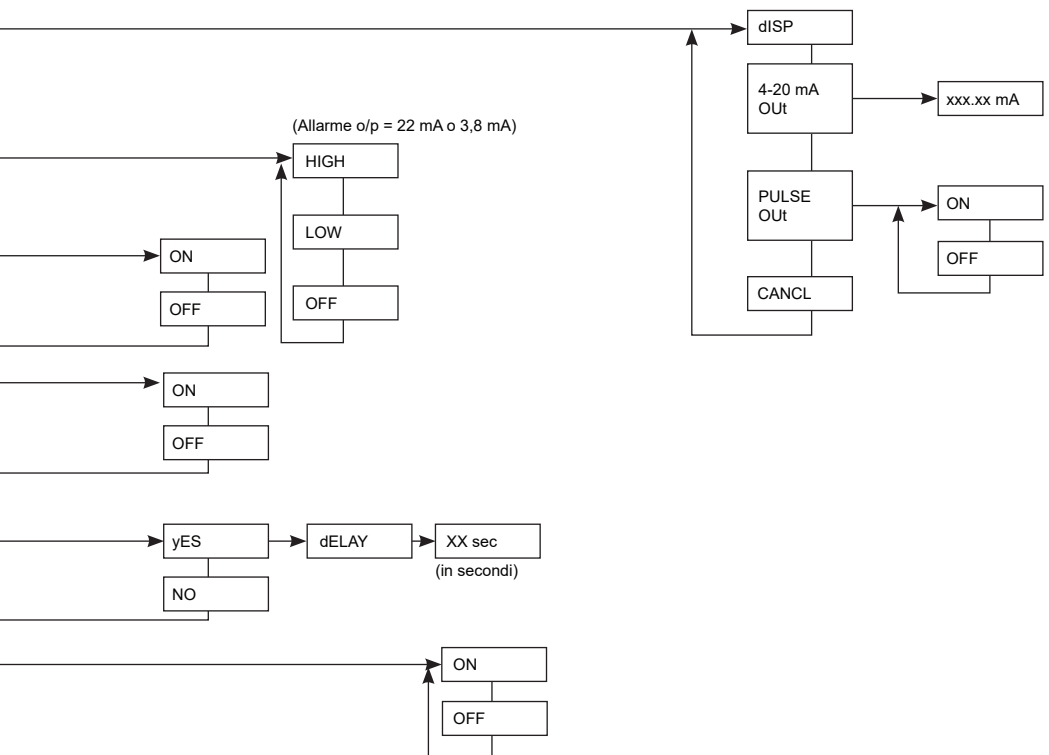 dISP
4-20 mA
OUt
xxx.xx mA
(Allarme o/p = 22 mA o 3,8 mA)
HIGH
LOW
OFF
PULSE
OUt
ON
OFF
CANCL
ON
OFF
ON
OFF
yES
dELAY
XX sec
(in secondi)
NO
ON
OFF